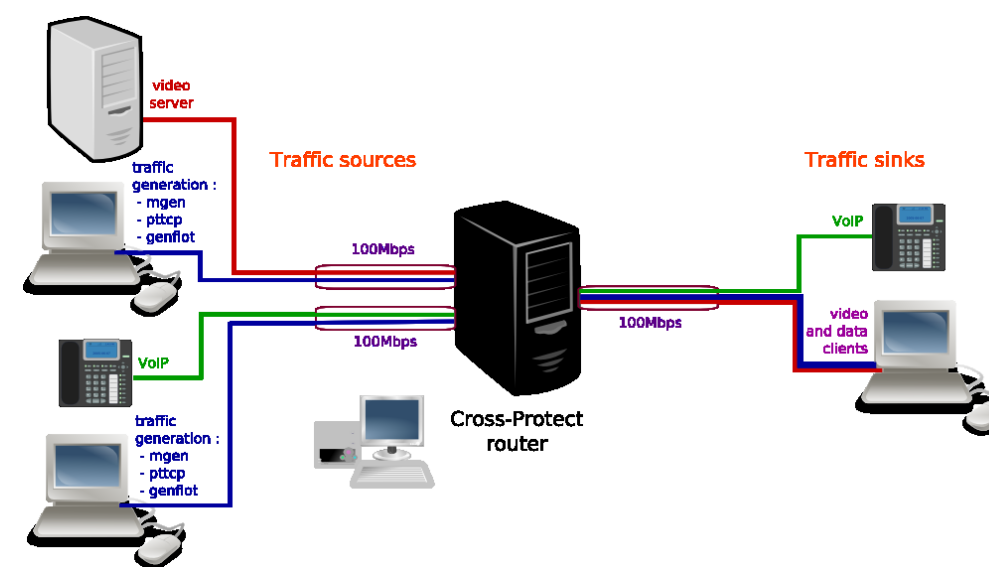 video
server
Traffic sources
Traffic sinks
traffic
generation :
- mgen
- pttcp
- genflot
VoIP
100Mbps
100Mbps
100Mbps
video
and data
clients
VoIP
Cross-Protect
router
traffic
generation :
- mgen
- pttcp
- genflot